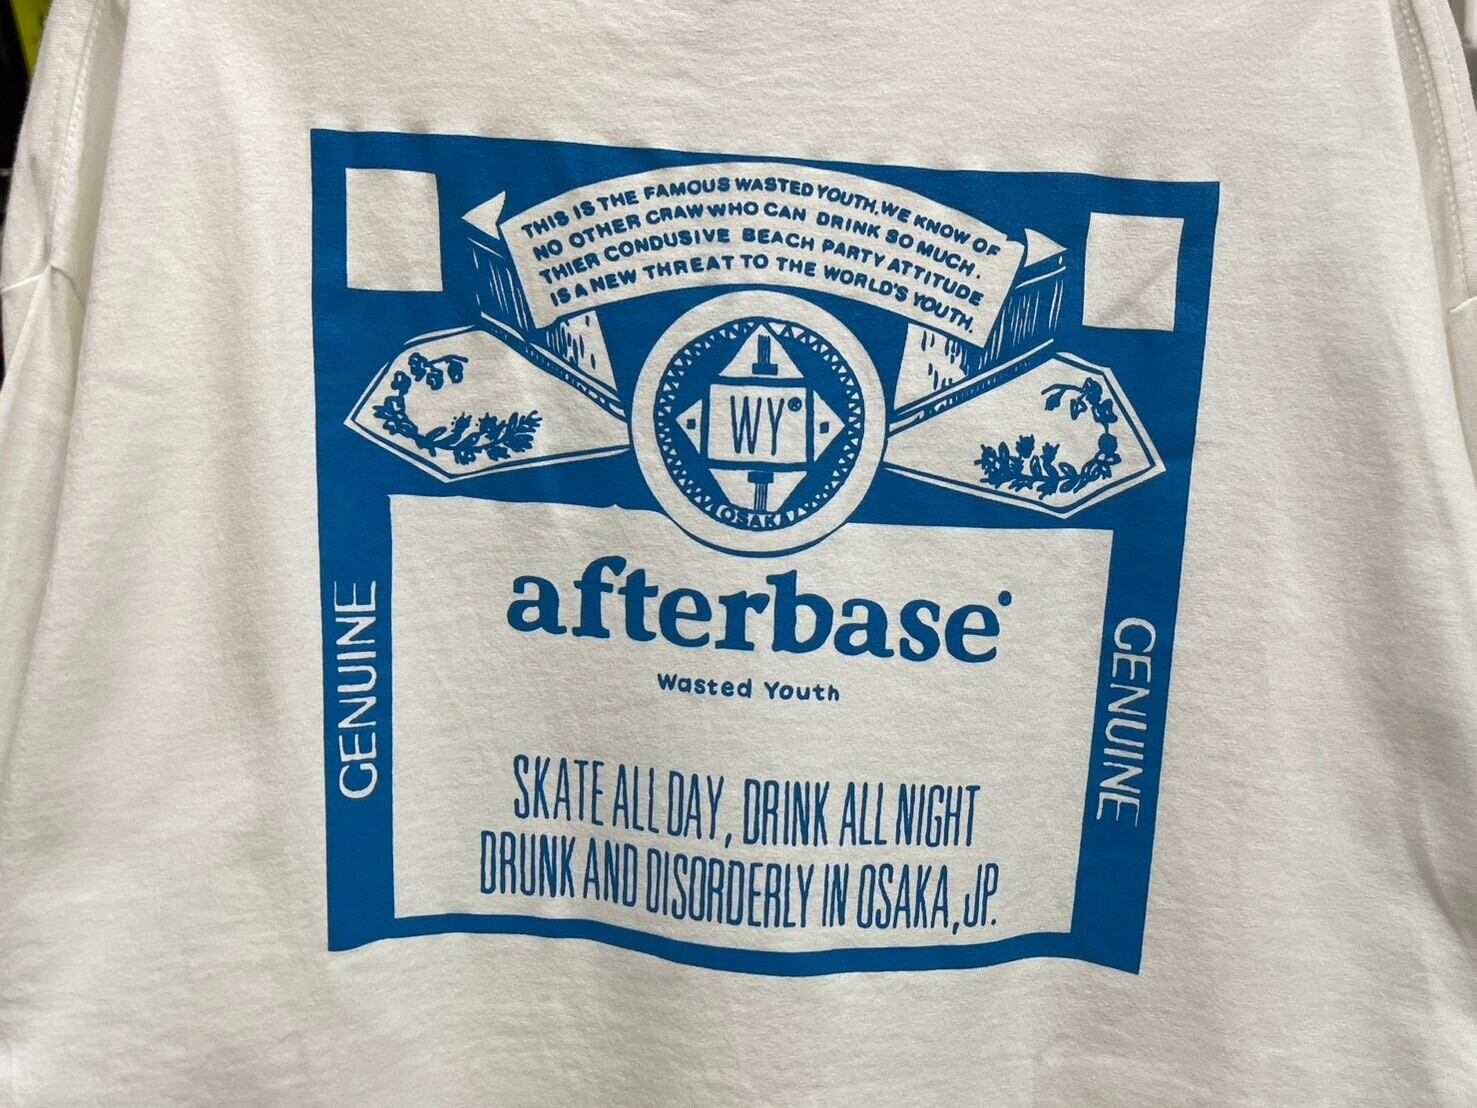 THIS IS THE FAMOUS WASTED YOUTH. WE KNOW OF
NO OTHER CRAW WHO CAN DRINK SO MUCH.
THIER CONDUSIVE BEACH PARTY ATTITUDE
IS A NEW THREAT TO THE WORLD'S YOUTH.
WY®
OSAKA
GENUINE
GENUINE
afterbase®
Wasted Youth
SKATE ALL DAY, DRINK ALL NIGHT
DRUNK AND DISORDERLY IN OSAKA, JP.